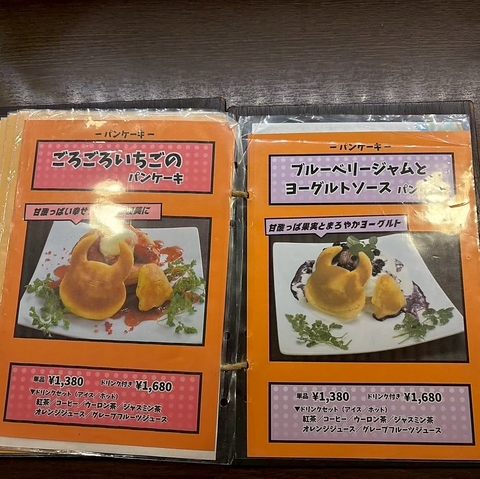 ーパンケーキー
ごろごろいちごの
パンケーキ
甘酸っぱい幸せ
単品 ¥1,380 ドリンク付き ¥1,680
▼ドリンクセット（アイス ホット）
紅茶 コーヒー ウーロン茶 ジャスミン茶
オレンジジュース グレープフルーツジュース
ーパンケーキー
ブルーベリージャムと
ヨーグルトソース
甘酸っぱ果実とまろやかヨーグルト
単品 ¥1,380 ドリンク付き ¥1,680
▼ドリンクセット（アイス ホット）
紅茶 コーヒー ウーロン茶 ジャスミン茶
オレンジジュース グレープフルーツジュース